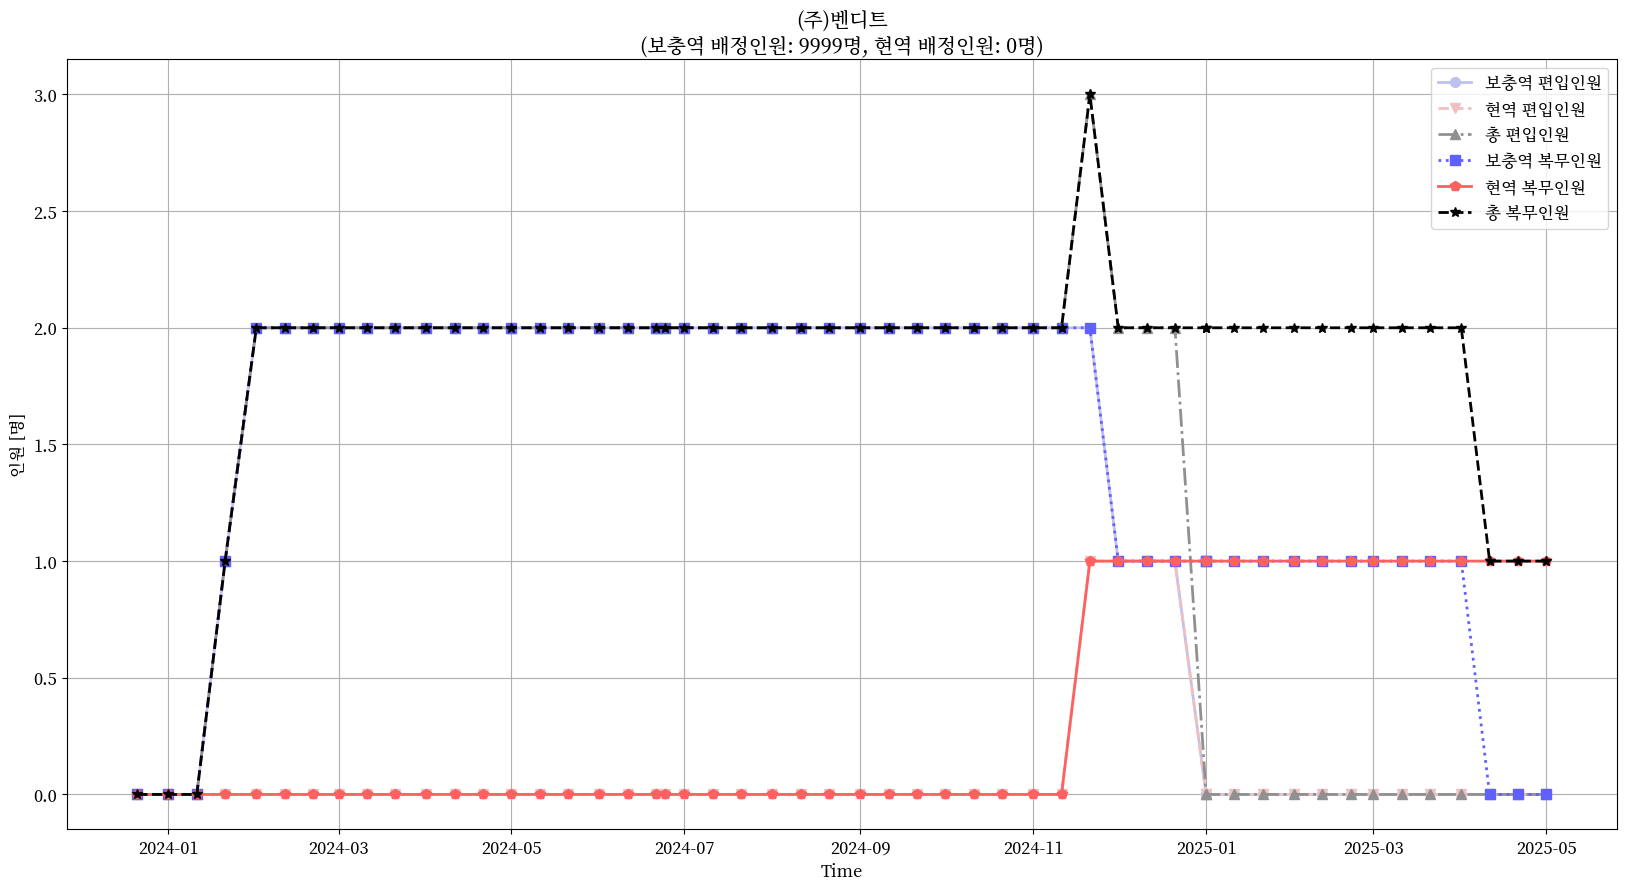 (주)벤디트
(보충역 배정인원: 9999명, 현역 배정인원: 0명)
보충역 편입인원
현역 편입인원
총 편입인원
보충역 복무인원
현역 복무인원
총 복무인원
인원 [명]
3.0
2.5
2.0
1.5
1.0
0.5
0.0
2024-01
2024-03
2024-05
2024-07
2024-09
2024-11
2025-01
2025-03
2025-05
Time